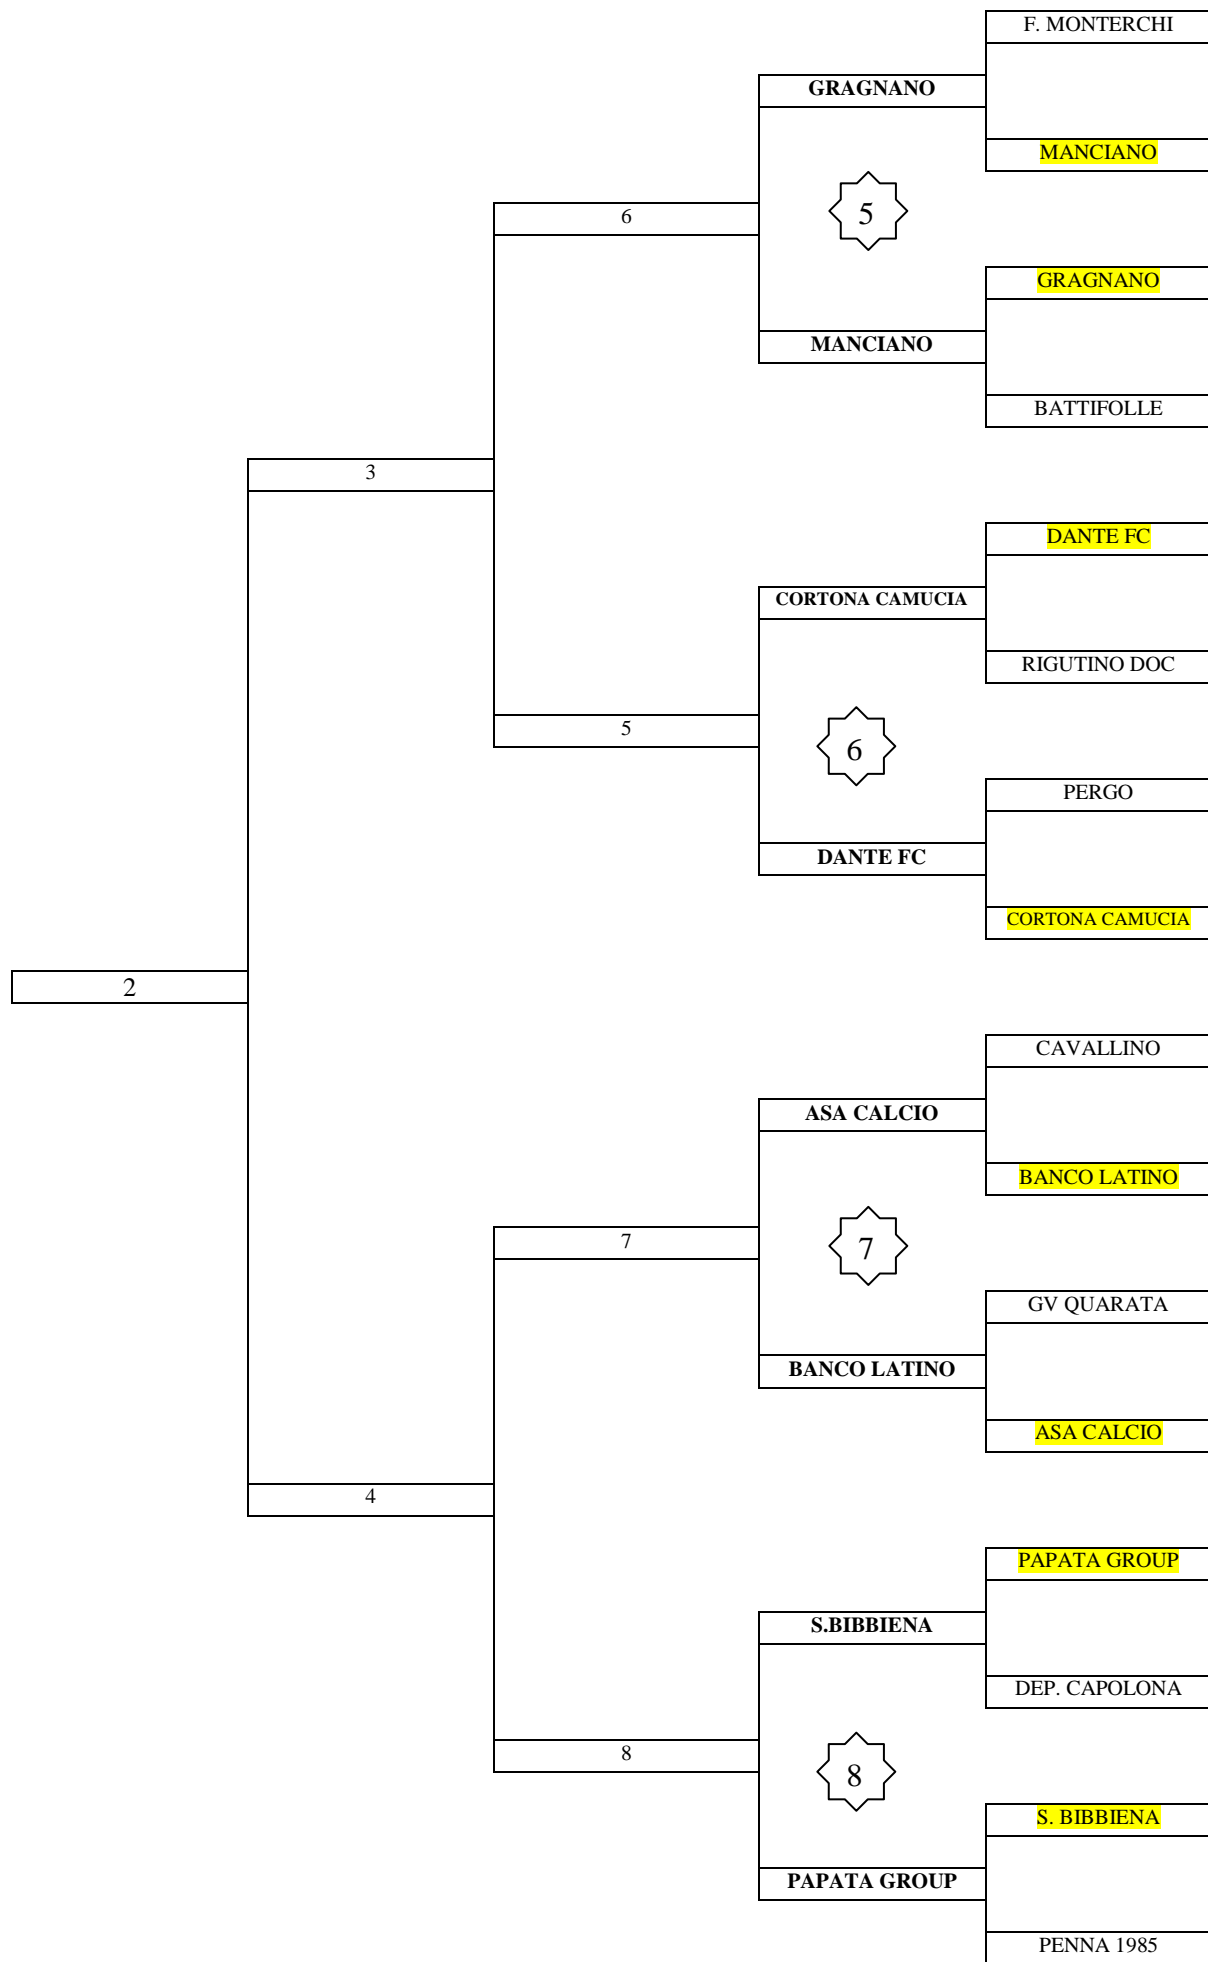 F. MONTERCHI
GRAGNANO
MANCIANO
5
6
GRAGNANO
MANCIANO
BATTIFOLLE
3
DANTE FC
CORTONA CAMUCIA
RIGUTINO DOC
5
6
PERGO
DANTE FC
CORTONA CAMUCIA
2
CAVALLINO
ASA CALCIO
BANCO LATINO
7
7
GV QUARATA
BANCO LATINO
ASA CALCIO
4
PAPATA GROUP
S.BIBBIENA
DEP. CAPOLONA
8
8
S. BIBBIENA
PAPATA GROUP
PENNA 1985